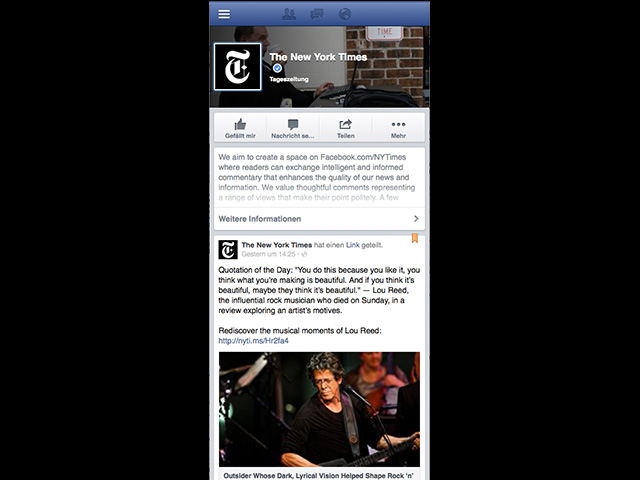 TIME
The New York Times
Tageszeitung
Gefällt mir
Nachricht se...
Teilen
Mehr
We aim to create a space on Facebook.com/NYTimes
where readers can exchange intelligent and informed
commentary that enhances the quality of our news and
information. We value thoughtful comments representing
a range of views that make their point politely. A few
Weitere Informationen
The New York Times hat einen Link geteilt.
Gestern um 14:25
Quotation of the Day: "You do this because you like it, you
think what you're making is beautiful. And if you think it's
beautiful, maybe they think it's beautiful." — Lou Reed,
the influential rock musician who died on Sunday, in a
review exploring an artist's motives.
Rediscover the musical moments of Lou Reed:
http://nyti.ms/Hr2fa4
Outsider Whose Dark, Lyrical Vision Helped Shape Rock 'n'